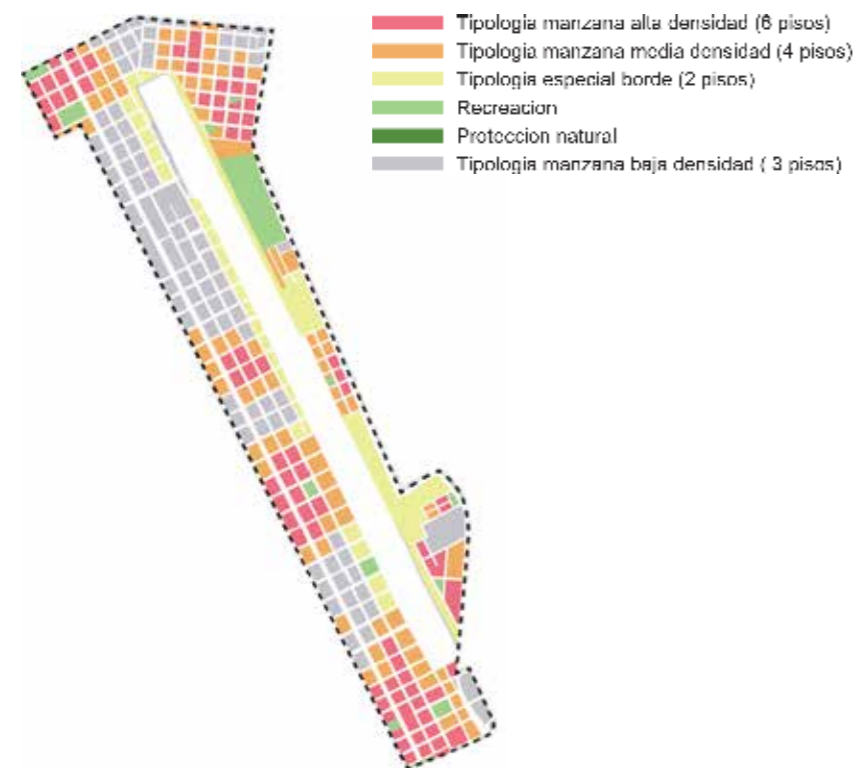 Tipologia manzana alta densidad (6 pisos)
Tipologia manzana media densidad (4 pisos)
Tipologia especial borde (2 pisos)
Recreacion
Proteccion natural
Tipologia manzana baja densidad ( 3 pisos)